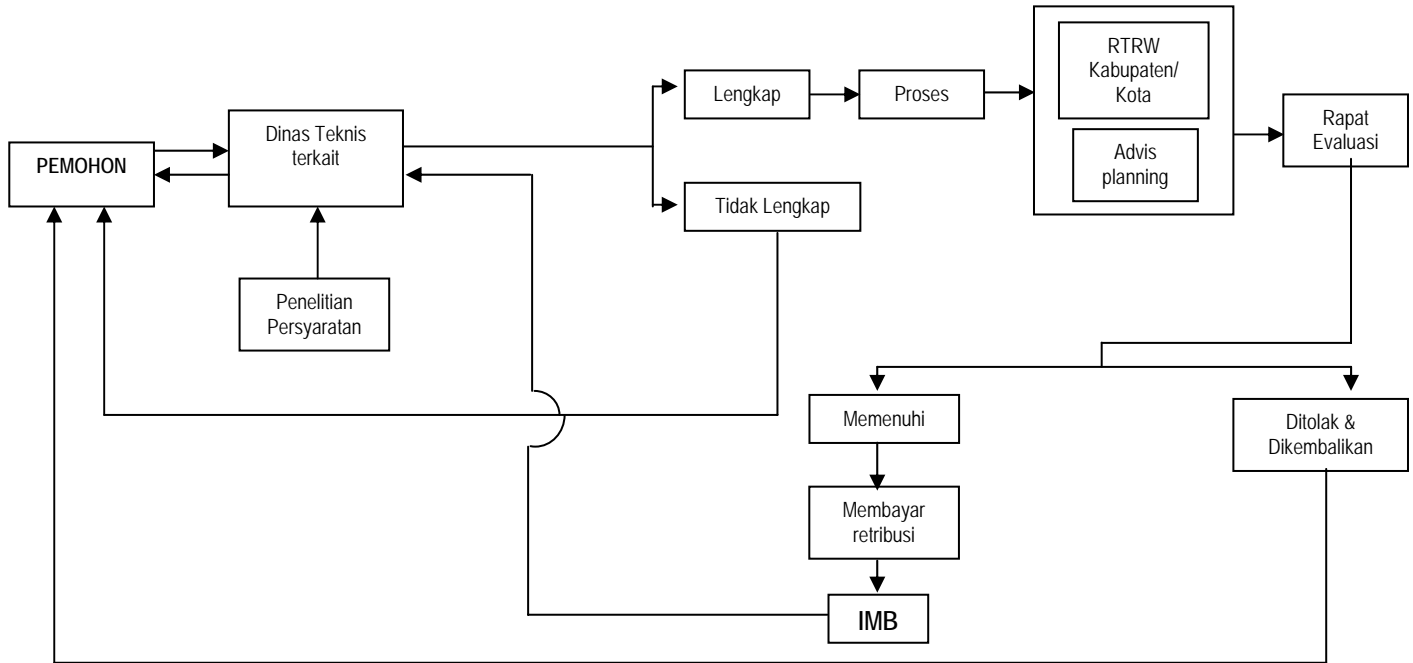 PEMOHON
Dinas Teknis
terkait
Penelitian
Persyaratan
Lengkap
Tidak Lengkap
Proses
RTRW
Kabupaten/
Kota
Advis
planning
Rapat
Evaluasi
Memenuhi
Membayar
retribusi
IMB
Ditolak &
Dikembalikan